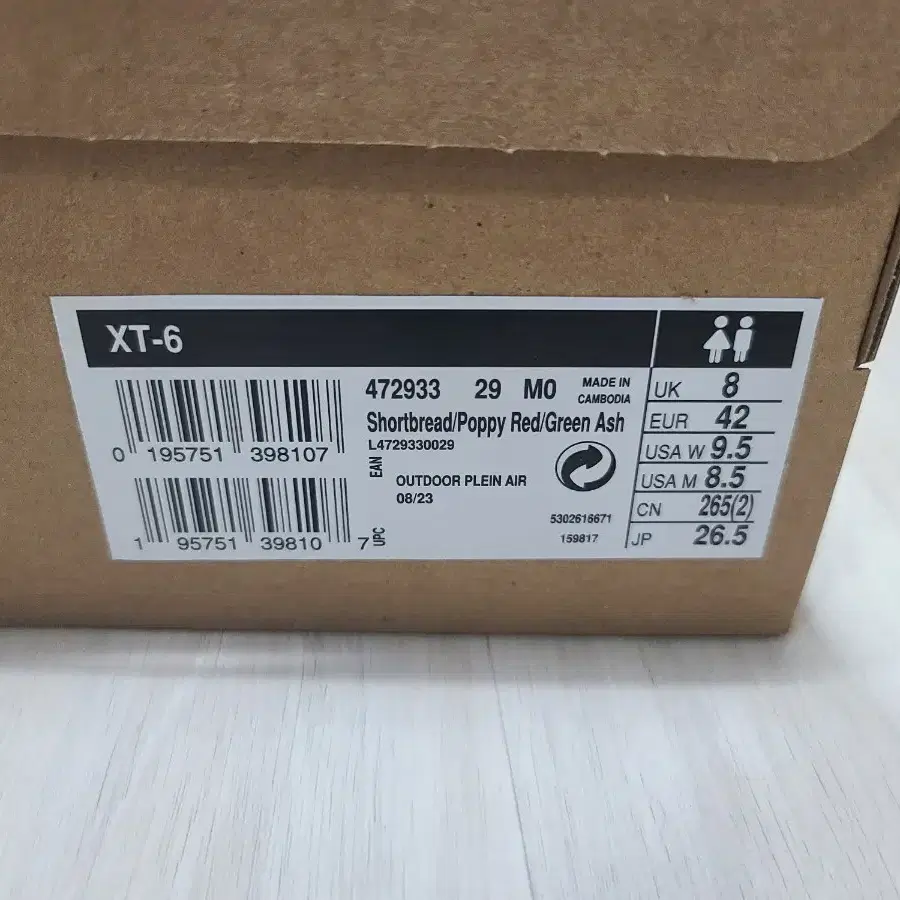 XT-6
0 195751 398107
EAN
1 95751 39810 7
UPC
472933 29 M0 MADE IN CAMBODIA
Shortbread/Poppy Red/Green Ash
L4729330029
OUTDOOR PLEIN AIR
08/23
5302616671
159817
UK 8
EUR 42
USA W 9.5
USA M 8.5
CN 265(2)
JP 26.5